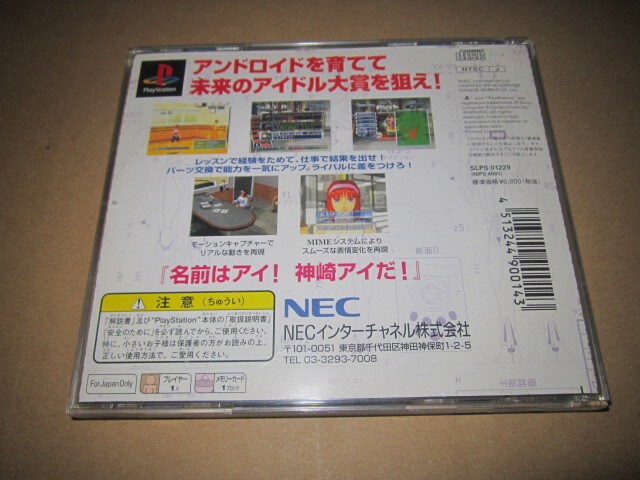 アンドロイドを育てて
未来のアイドル大賞を狙え!
PlayStation
NTSC J
レッスンで経験をためて、仕事で結果を出せ!
パーツ交換で能力を一気にアップ。ライバルに差をつけろ!
SLPS 01229
モーションキャプチャーで
リアルな動きを再現
MIMEシステムにより
スムーズな表情変化を再現
断面D
『名前はアイ! 神崎アイだ!』
4 513244 900143
注意(ちゅうい)
「解説書」及び"PlayStation"本体の「取扱説明書」
「安全のために」を必ず読んでから、ご使用ください。
特に、小さいお子様は保護者の方がお読みの上、
正しい使用方法で、ご愛用ください。
NEC
NECインターチャネル株式会社
〒101-0051 東京都千代田区神田神保町1-2-5
TEL 03-3293-7008
For Japan Only
プレイヤー
1人
メモリーカード
1ブロック
H部詳細